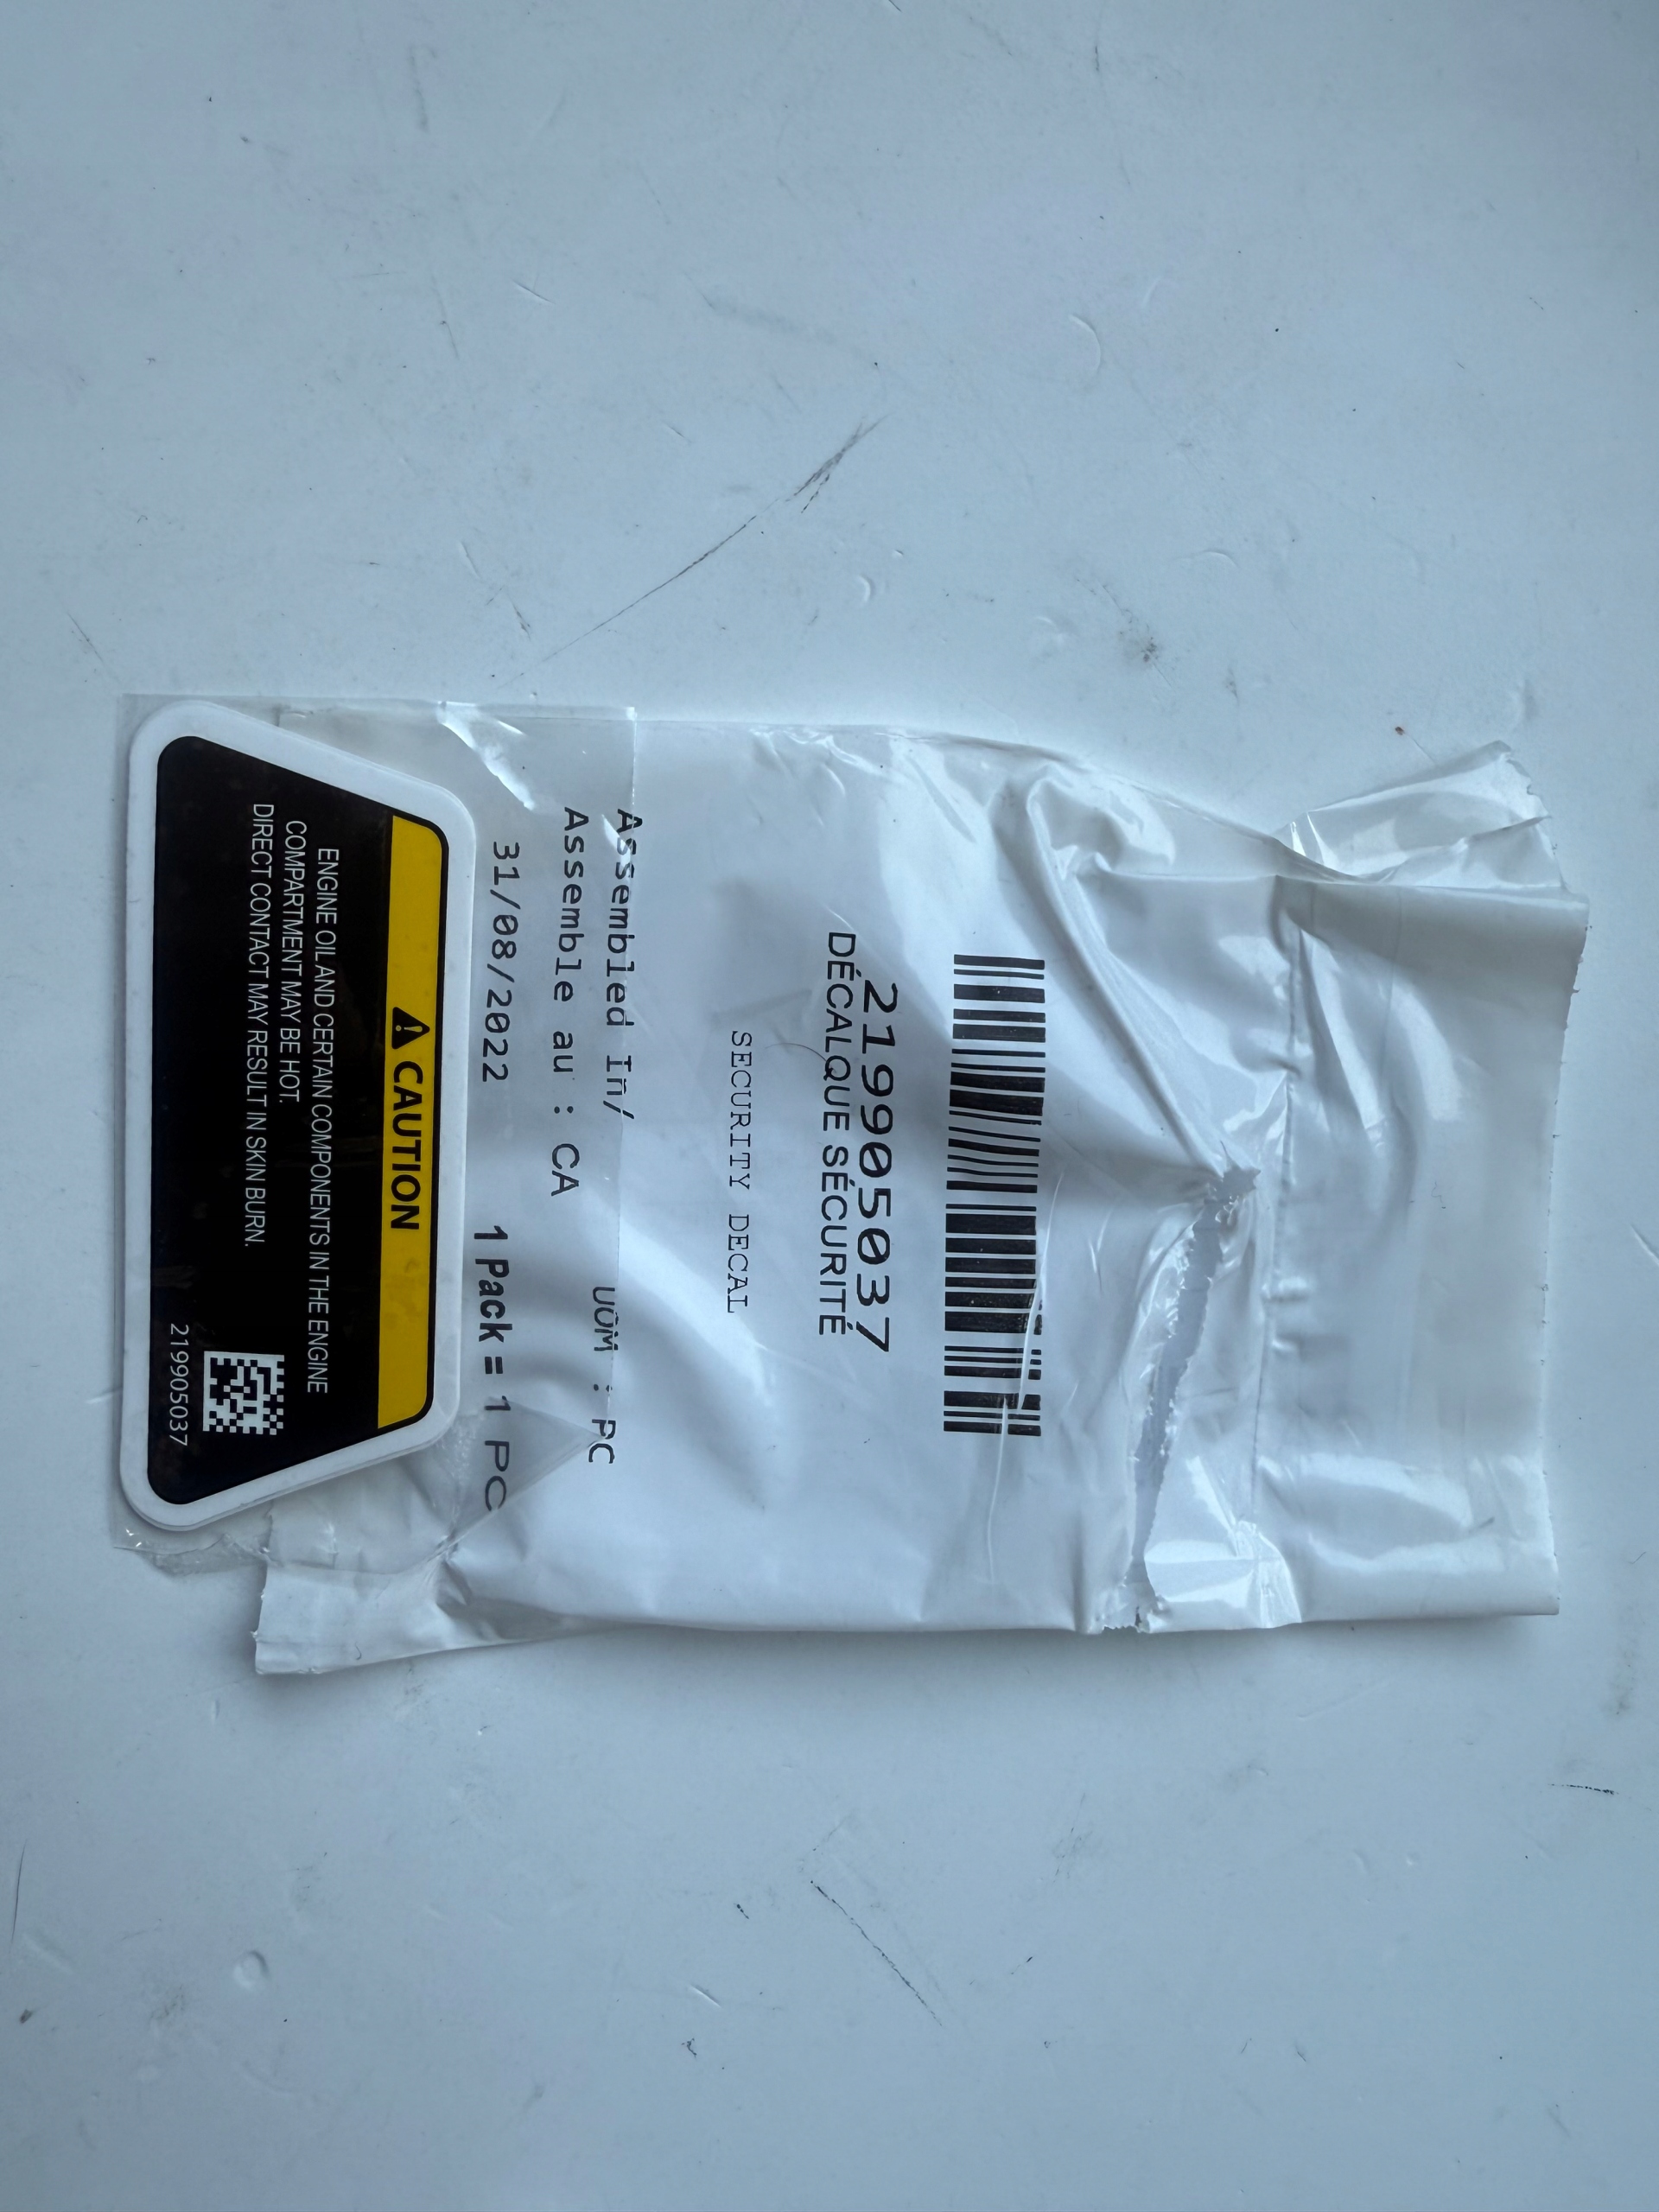 219905037
DÉCALQUE SÉCURITÉ
SECURITY DECAL
Assembled In/
Assemble au : CA
UOM : PC
31/08/2022
1 Pack = 1 PC
⚠ CAUTION
ENGINE OIL AND CERTAIN COMPONENTS IN THE ENGINE
COMPARTMENT MAY BE HOT.
DIRECT CONTACT MAY RESULT IN SKIN BURN.
219905037